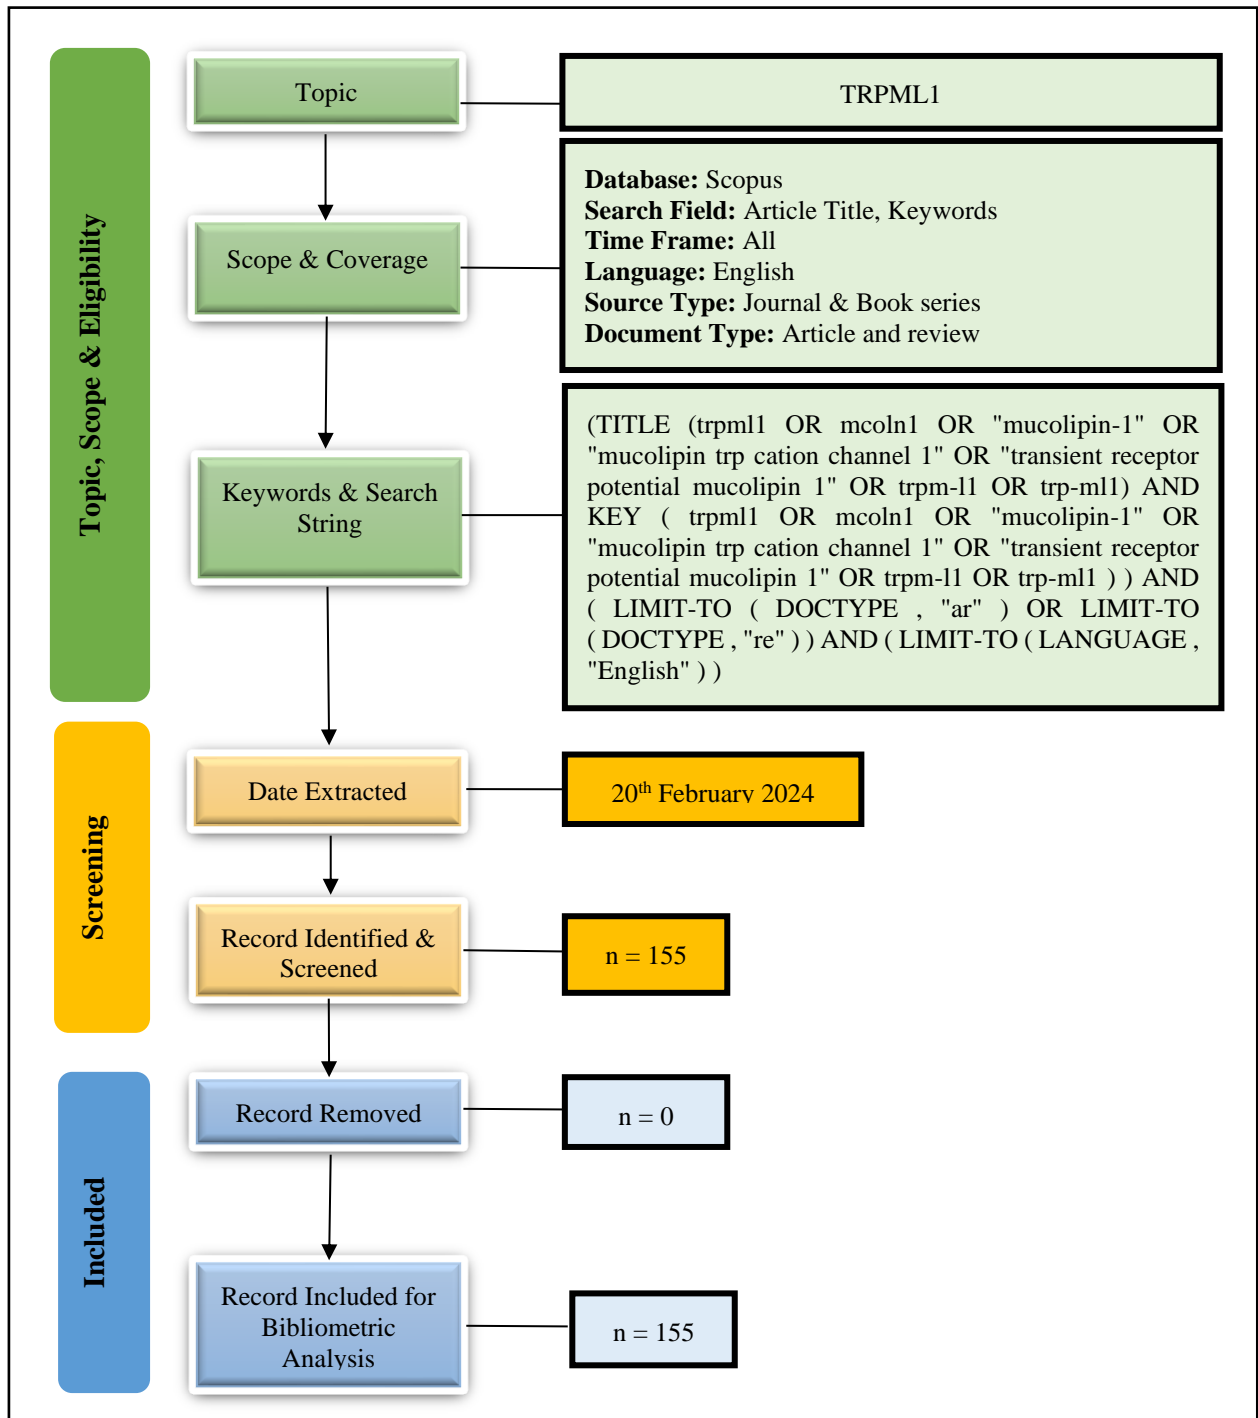 Topic, Scope & Eligibility
Topic
TRPML1
Scope & Coverage
Database: Scopus
Search Field: Article Title, Keywords
Time Frame: All
Language: English
Source Type: Journal & Book series
Document Type: Article and review
Keywords & Search
String
(TITLE (trpml1 OR mcoln1 OR "mucolipin-1" OR
"mucolipin trp cation channel 1" OR "transient receptor
potential mucolipin 1" OR trpm-l1 OR trp-ml1) AND
KEY ( trpml1 OR mcoln1 OR "mucolipin-1" OR
"mucolipin trp cation channel 1" OR "transient receptor
potential mucolipin 1" OR trpm-l1 OR trp-ml1 ) ) AND
( LIMIT-TO ( DOCTYPE , "ar" ) OR LIMIT-TO
( DOCTYPE , "re" ) ) AND ( LIMIT-TO ( LANGUAGE ,
"English" ) )
Screening
Date Extracted
20th February 2024
Record Identified &
Screened
n = 155
Included
Record Removed
n = 0
Record Included for
Bibliometric
Analysis
n = 155